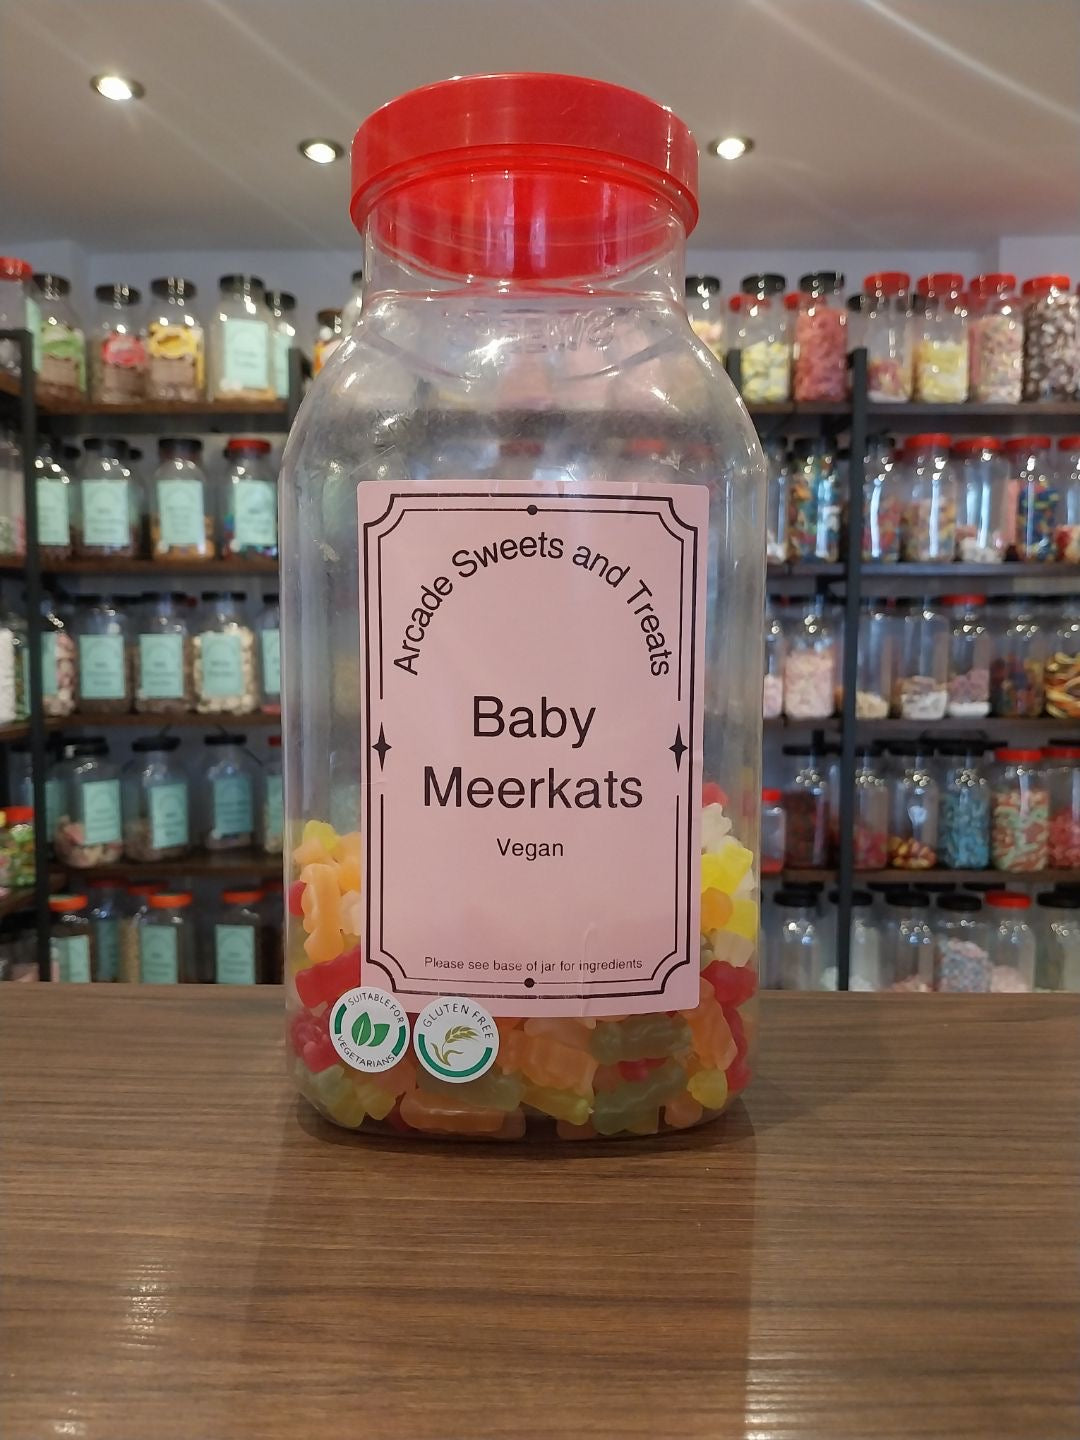 Arcade Sweets and Treats
Baby
Meerkats
Vegan
Please see base of jar for ingredients
SUITABLE FOR
VEGETARIANS
GLUTEN FREE